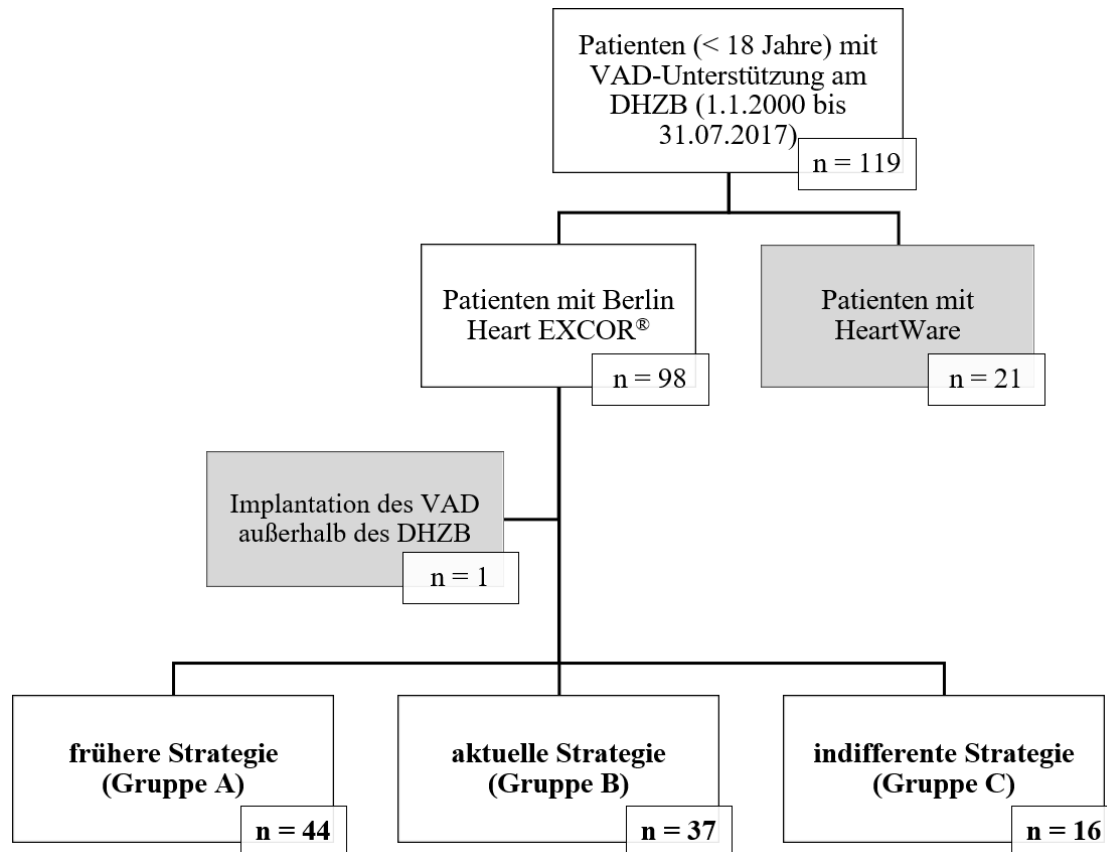 Patienten (< 18 Jahre) mit
VAD-Unterstützung am
DHZB (1.1.2000 bis
31.07.2017)
n = 119
Patienten mit Berlin
Heart EXCOR®
n = 98
Patienten mit
HeartWare
n = 21
Implantation des VAD
außerhalb des DHZB
n = 1
frühere Strategie
(Gruppe A)
n = 44
aktuelle Strategie
(Gruppe B)
n = 37
indifferente Strategie
(Gruppe C)
n = 16